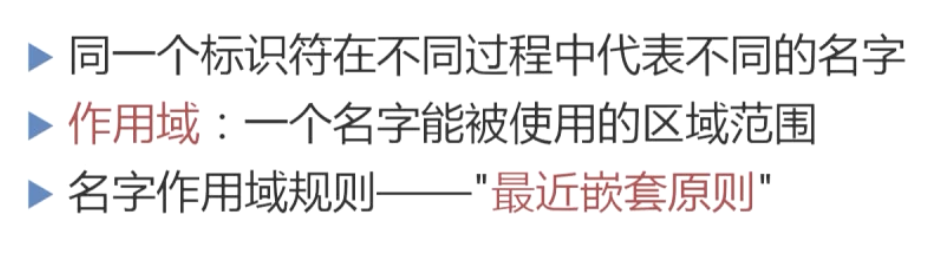 同一个标识符在不同过程中代表不同的名字
作用域：一个名字能被使用的区域范围
名字作用域规则——"最近嵌套原则"